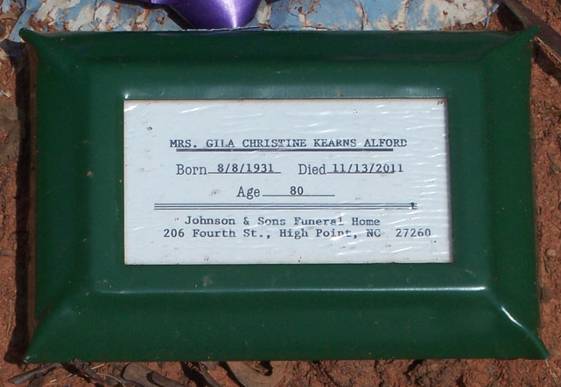 MRS. GILA CHRISTINE KEARNS ALFORD
Born 8/8/1931 Died 11/13/2011
Age 80
Johnson & Sons Funeral Home
206 Fourth St., High Point, NC 27260